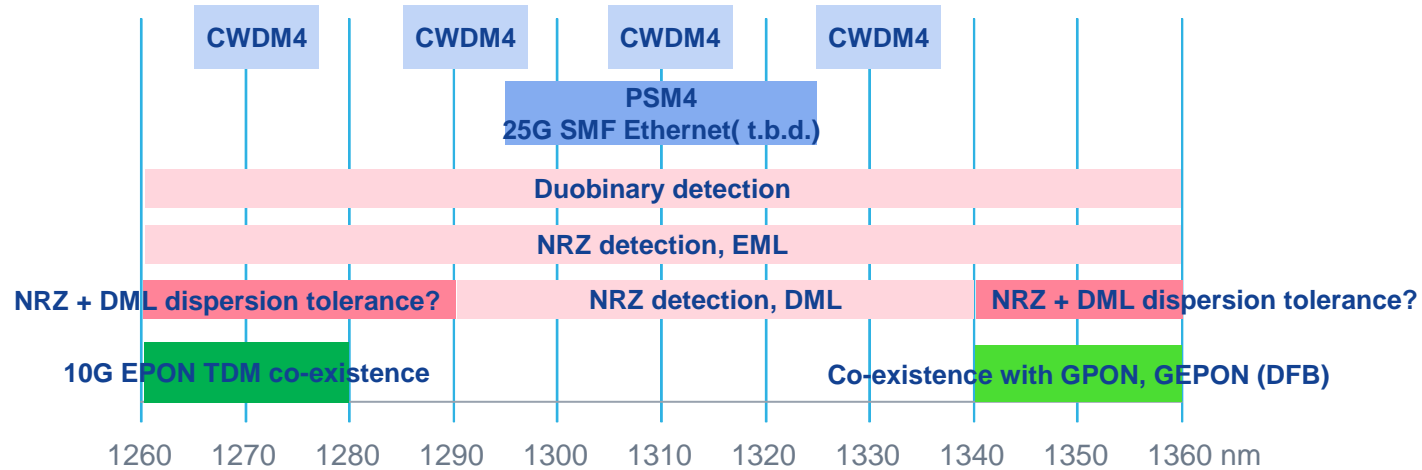 CWDM4 CWDM4 CWDM4 CWDM4
PSM4
25G SMF Ethernet( t.b.d.)
Duobinary detection
NRZ detection, EML
NRZ + DML dispersion tolerance? NRZ detection, DML NRZ + DML dispersion tolerance?
10G EPON TDM co-existence Co-existence with GPON, GEPON (DFB)
1260 1270 1280 1290 1300 1310 1320 1330 1340 1350 1360 nm